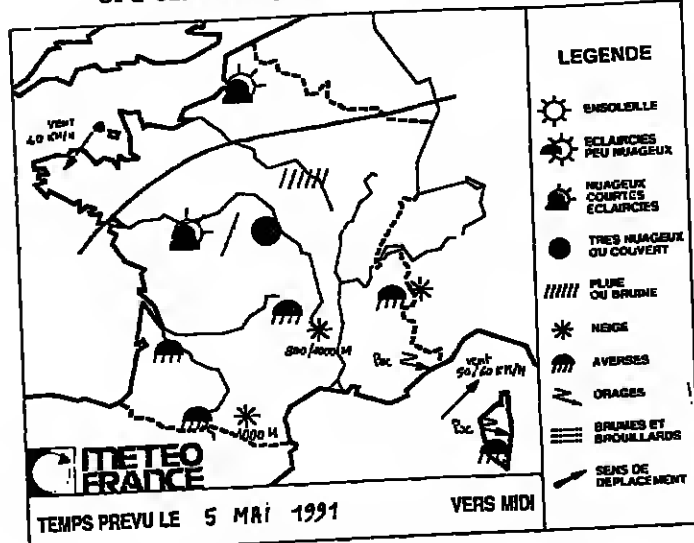 LEGENDE
ENSOLEILLE
ECLAIRCIES
PEU NUAGEUX
NUAGEUX
COURTES
ECLAIRCIES
TRES NUAGEUX
OU COUVERT
PLUIE
OU BRUINE
NEIGE
AVERSES
ORAGES
BRUMES ET
BROUILLARDS
SENS DE
DEPLACEMENT
VENT
40 KM/H
800/1000 M
Loc
vent
50/60 KM/H
Loc
1000 M
METEO
FRANCE
TEMPS PREVU LE 5 MAI 1991 VERS MIDI